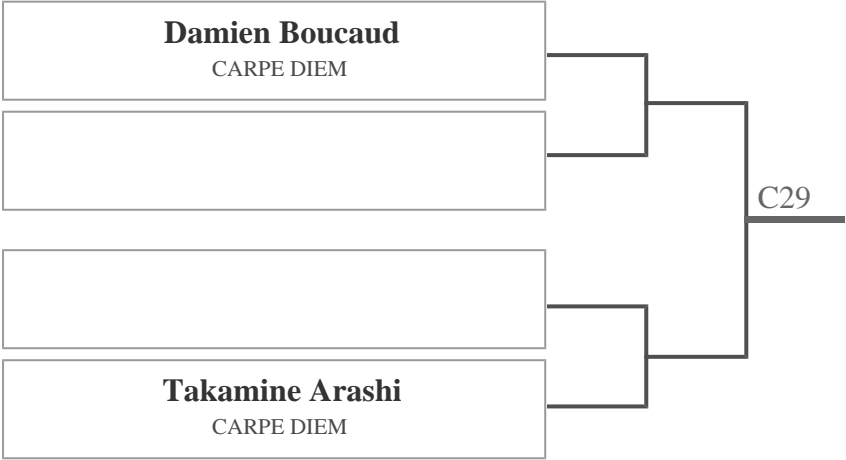 Damien Boucaud
CARPE DIEM
C29
Takamine Arashi
CARPE DIEM